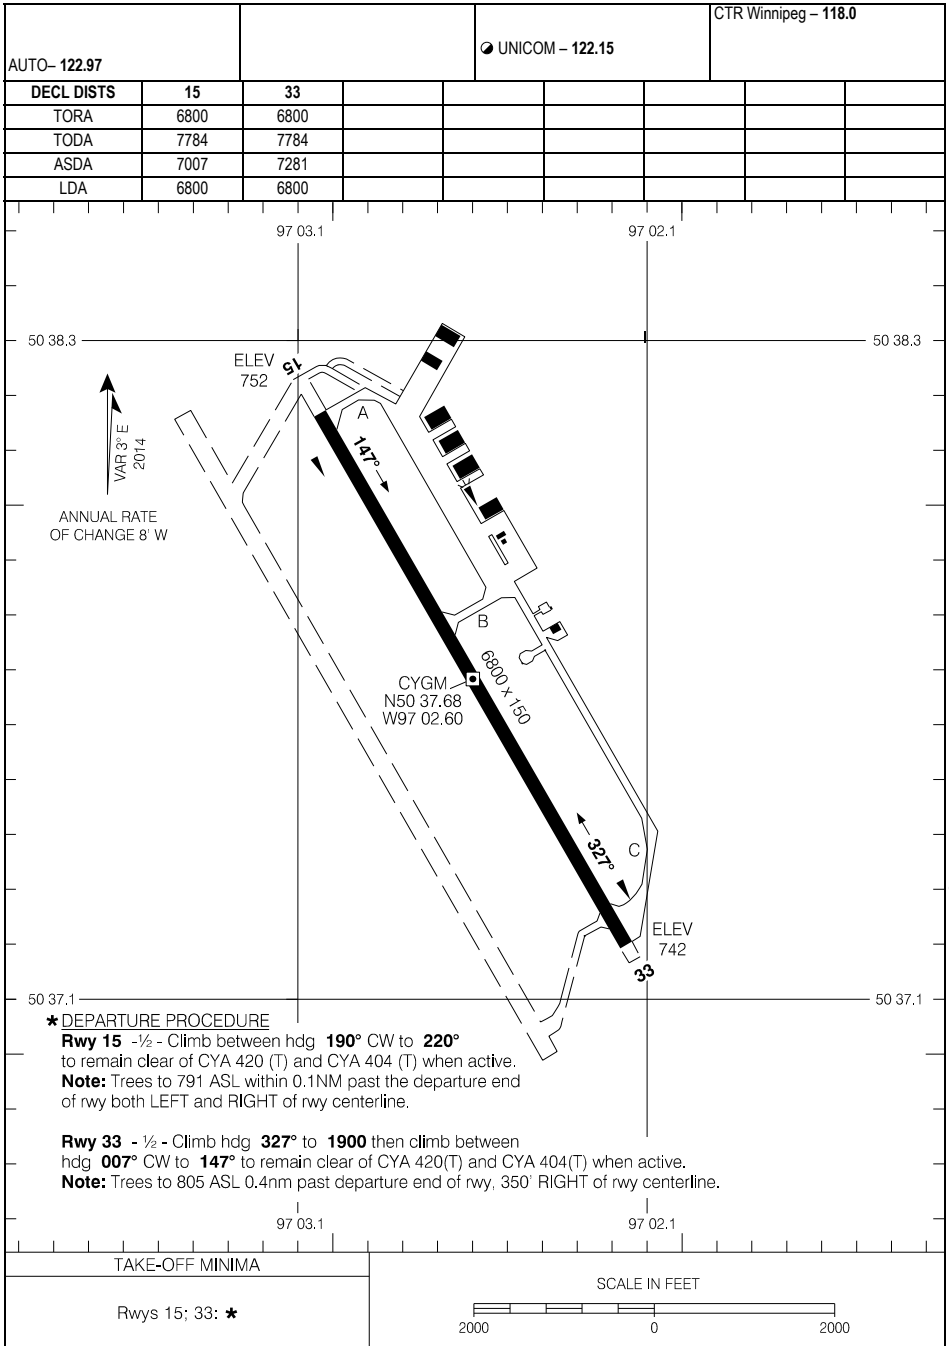 CTR Winnipeg – 118.0
UNICOM – 122.15
AUTO– 122.97
DECL DISTS 15 33
TORA 6800 6800
TODA 7784 7784
ASDA 7007 7281
LDA 6800 6800
97 03.1 97 02.1
50 38.3 50 38.3
ELEV
752
15
A
147°
VAR 3° E
2014
ANNUAL RATE
OF CHANGE 8' W
B
6800 x 150
CYGM
N50 37.68
W97 02.60
327°
C
ELEV
742
33
50 37.1 50 37.1
* DEPARTURE PROCEDURE
Rwy 15 - ½ - Climb between hdg 190° CW to 220°
to remain clear of CYA 420 (T) and CYA 404 (T) when active.
Note: Trees to 791 ASL within 0.1NM past the departure end
of rwy both LEFT and RIGHT of rwy centerline.
Rwy 33 - ½ - Climb hdg 327° to 1900 then climb between
hdg 007° CW to 147° to remain clear of CYA 420(T) and CYA 404(T) when active.
Note: Trees to 805 ASL 0.4nm past departure end of rwy, 350' RIGHT of rwy centerline.
97 03.1 97 02.1
TAKE-OFF MINIMA
Rwys 15; 33: *
SCALE IN FEET
2000 0 2000